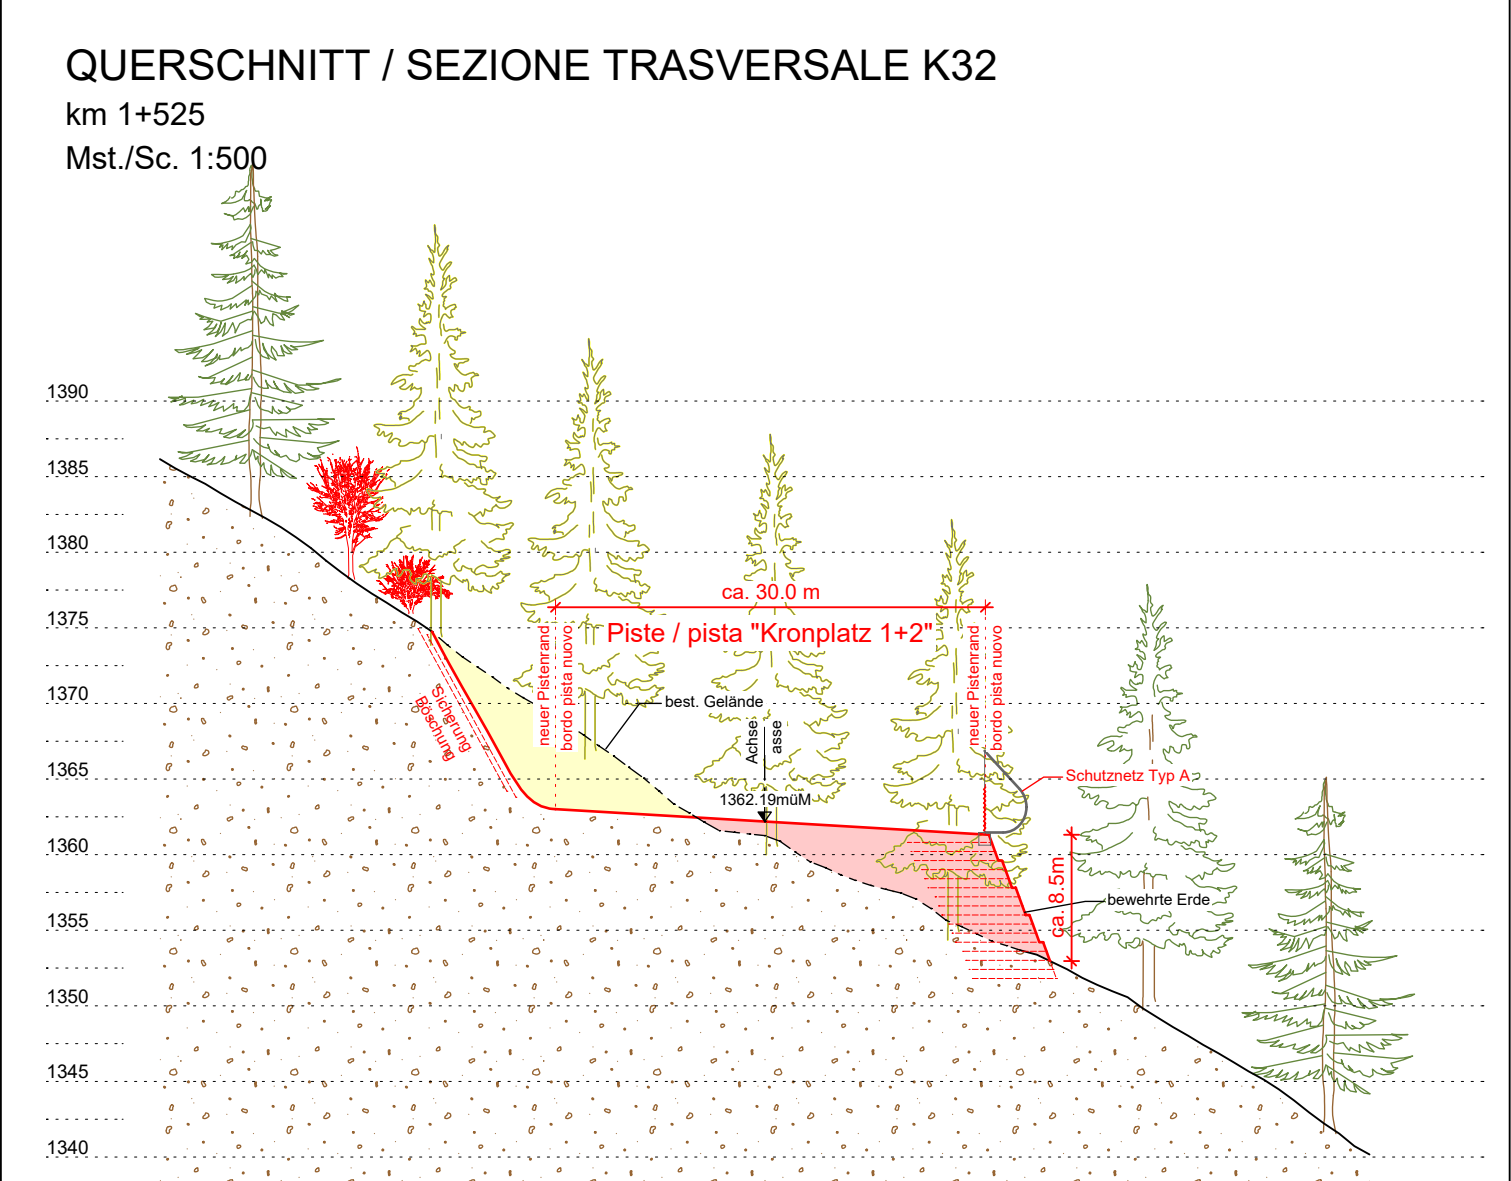 QUERSCHNITT / SEZIONE TRASVERSALE K32
km 1+525
Mst./Sc. 1:500
1390
1385
1380
1375
1370
1365
1360
1355
1350
1345
1340
ca. 30.0 m
Piste / pista "Kronplatz 1+2"
neuer Pistenrand
bordo pista nuovo
neuer Pistenrand
bordo pista nuovo
Sicherung
Böschung
best. Gelände
Achse
asse
1362.19müM
Schutznetz Typ A
ca. 8.5m
bewehrte Erde